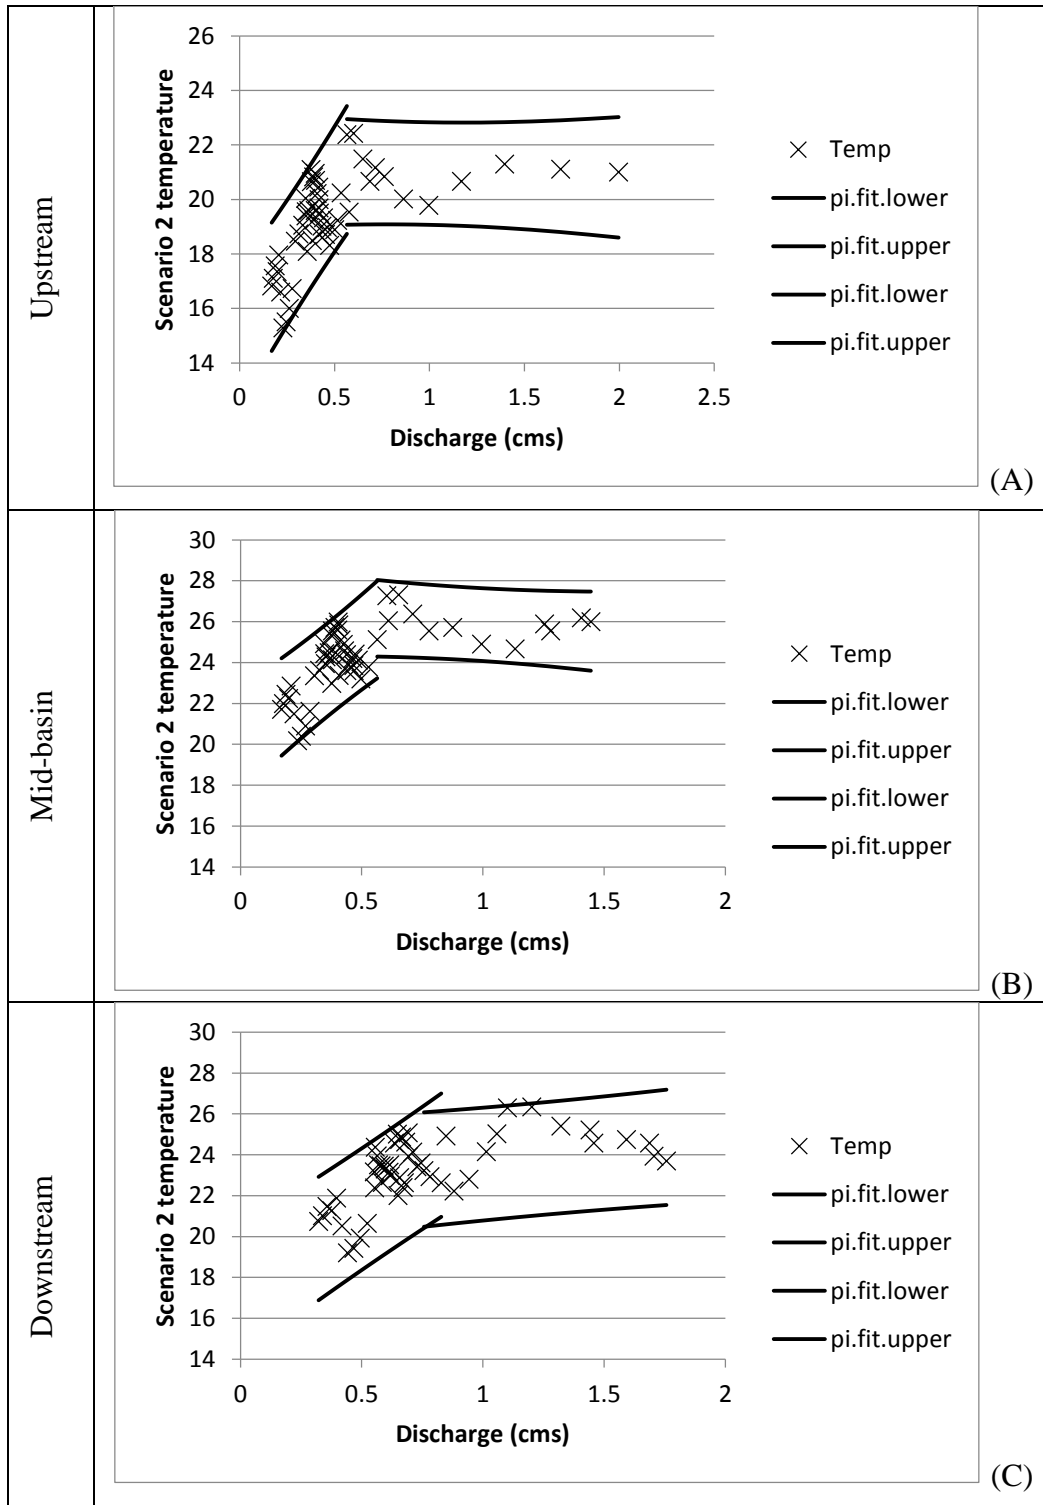 Upstream
Scenario 2 temperature
26
24
22
20
18
16
14
0 0.5 1 1.5 2 2.5
Discharge (cms)
Temp
pi.fit.lower
pi.fit.upper
pi.fit.lower
pi.fit.upper
(A)
Mid-basin
Scenario 2 temperature
30
28
26
24
22
20
18
16
14
0 0.5 1 1.5 2
Discharge (cms)
Temp
pi.fit.lower
pi.fit.upper
pi.fit.lower
pi.fit.upper
(B)
Downstream
Scenario 2 temperature
30
28
26
24
22
20
18
16
14
0 0.5 1 1.5 2
Discharge (cms)
Temp
pi.fit.lower
pi.fit.upper
pi.fit.lower
pi.fit.upper
(C)